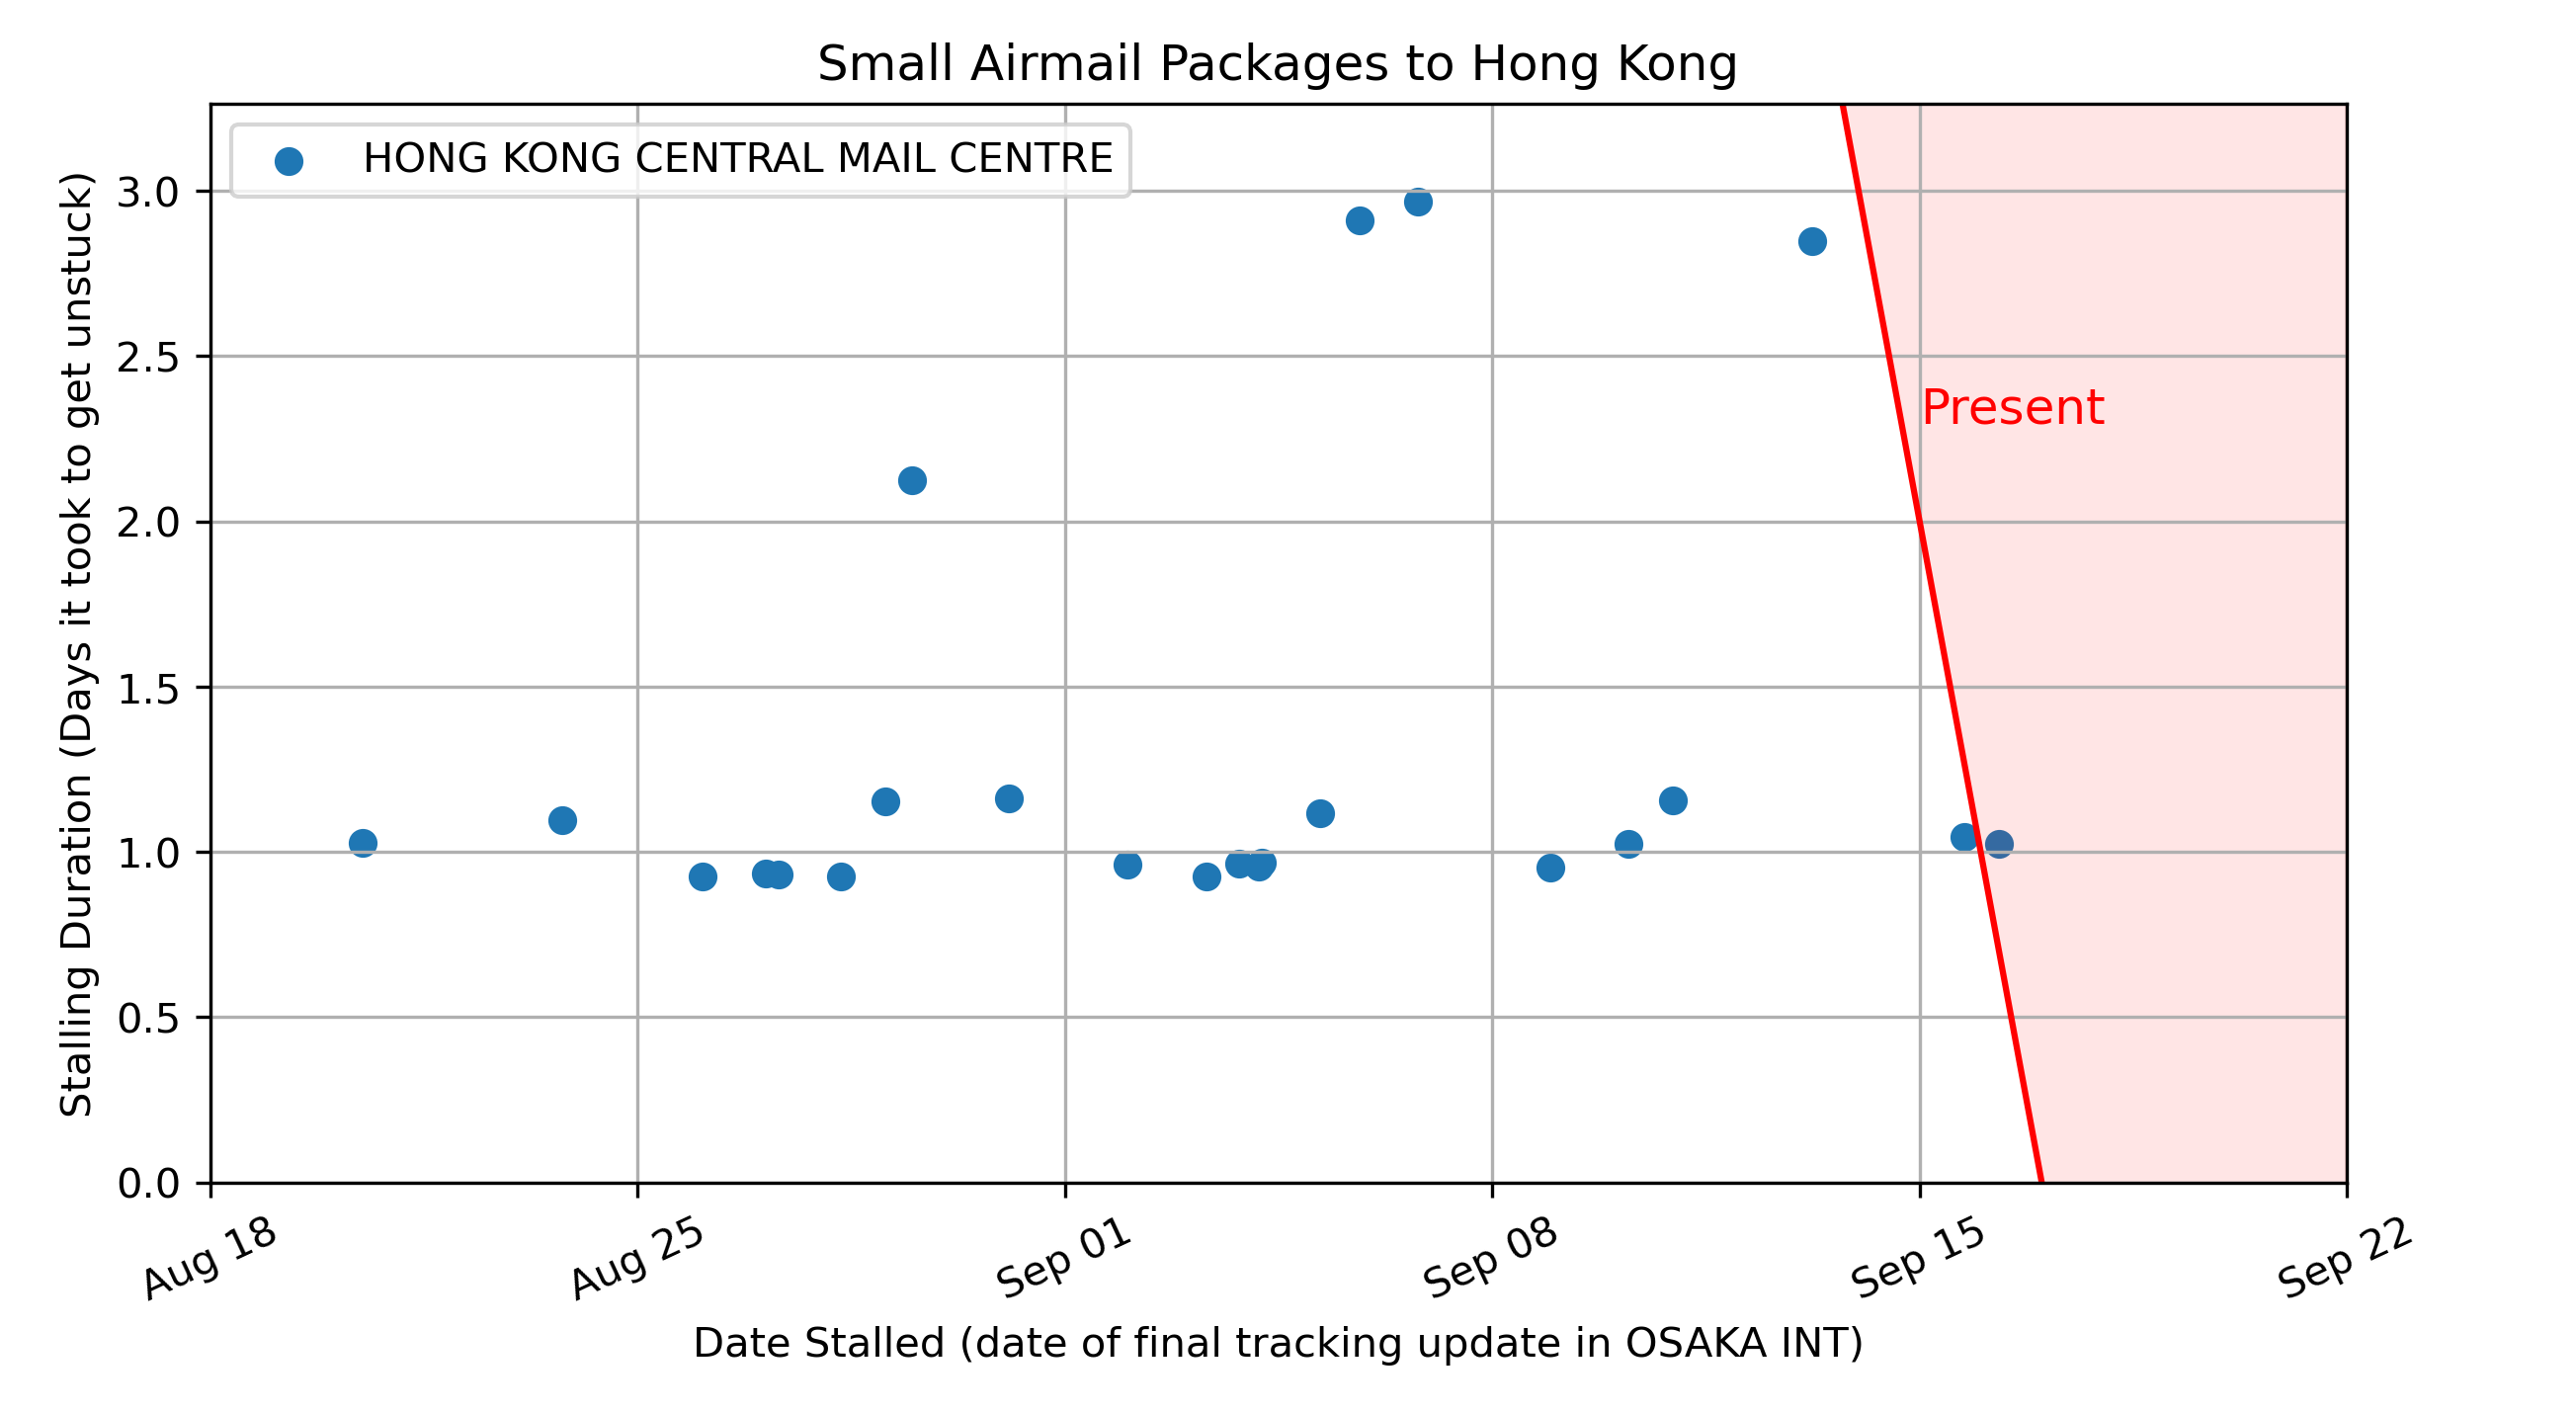 Small Airmail Packages to Hong Kong
HONG KONG CENTRAL MAIL CENTRE
Stalling Duration (Days it took to get unstuck)
3.0
2.5
2.0
1.5
1.0
0.5
0.0
Present
Aug 18
Aug 25
Sep 01
Sep 08
Sep 15
Sep 22
Date Stalled (date of final tracking update in OSAKA INT)